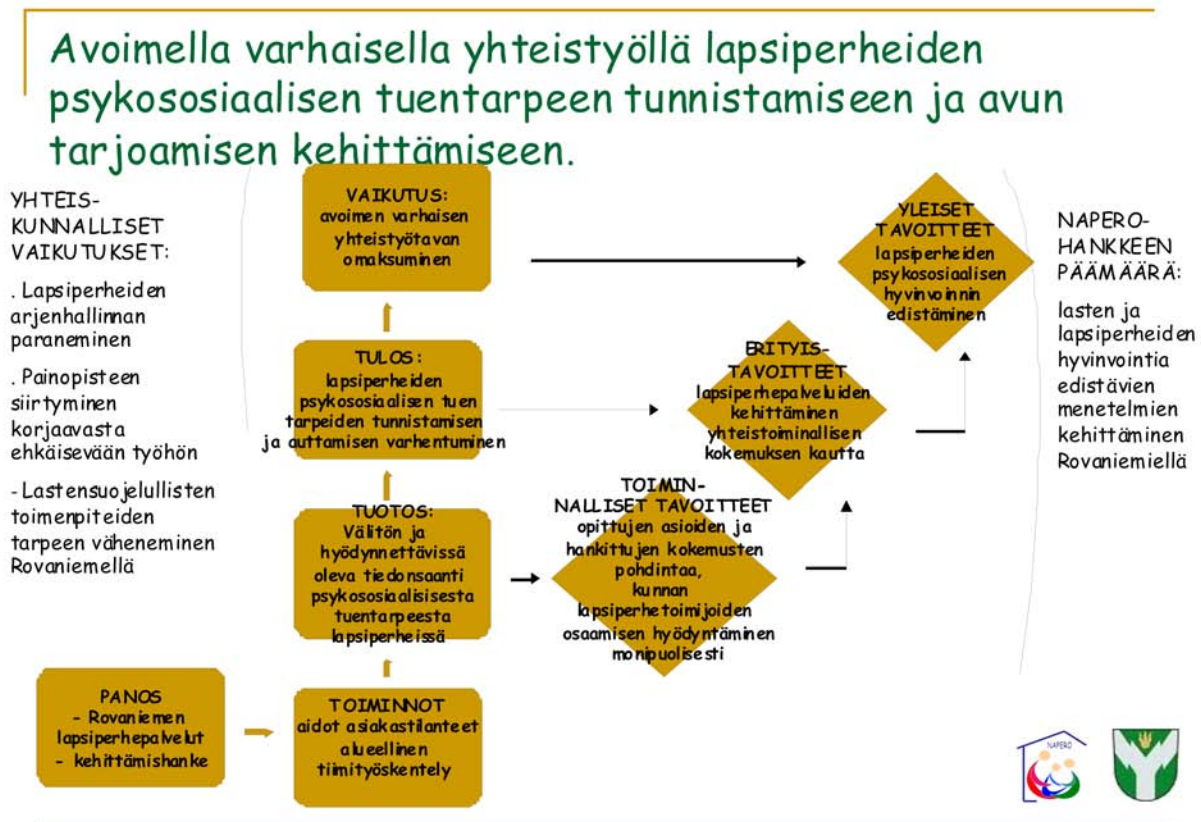 Avoimella varhaisella yhteistyöllä lapsiperheiden
psykososiaalisen tuentarpeen tunnistamiseen ja avun
tarjoamisen kehittämiseen.
YHTEIS-
KUNNALLISET
VAIKUTUKSET:
. Lapsiperheiden
arjenhallinnan
paraneminen
. Painopisteen
siirtyminen
korjaavasta
ehkäisevään työhön
- Lastensuojelullisten
toimenpiteiden
tarpeen väheneminen
Rovaniemellä
VAIKUTUS:
avoimen varhaisen
yhteistyötavan
omaksuminen
TULOS:
lapsiperheiden
psykososiaalisen tuen
tarpeiden tunnistamisen
ja auttamisen varhentuminen
TUOTOS:
Välitön ja
hyödynnettävissä
oleva tiedonsaanti
psykososiaalisisesta
tuentarpeesta
lapsiperheissä
PANOS
- Rovaniemen
lapsiperhepalvelut
- kehittämishanke
TOIMINNOT
aidot asiakastilanteet
alueellinen
tiimityöskentely
YLEISET
TAVOITTEET
lapsiperheiden
psykososiaalisen
hyvinvoinnin
edistäminen
ERITYIS-
TAVOITTEET
lapsiperhepalveluiden
kehittäminen
yhteistoiminallisen
kokemuksen kautta
TOIMIN-
NALLISET TAVOITTEET
opittujen asioiden ja
hankittujen kokemusten
pohdintaa,
kunnan
lapsiperhetoimijoiden
osaamisen hyödyntäminen
monipuolisesti
NAPERO-
HANKKEEN
PÄÄMÄÄRÄ:
lasten ja
lapsiperheiden
hyvinvointia
edistävien
menetelmien
kehittäminen
Rovaniemiellä
NAPERO